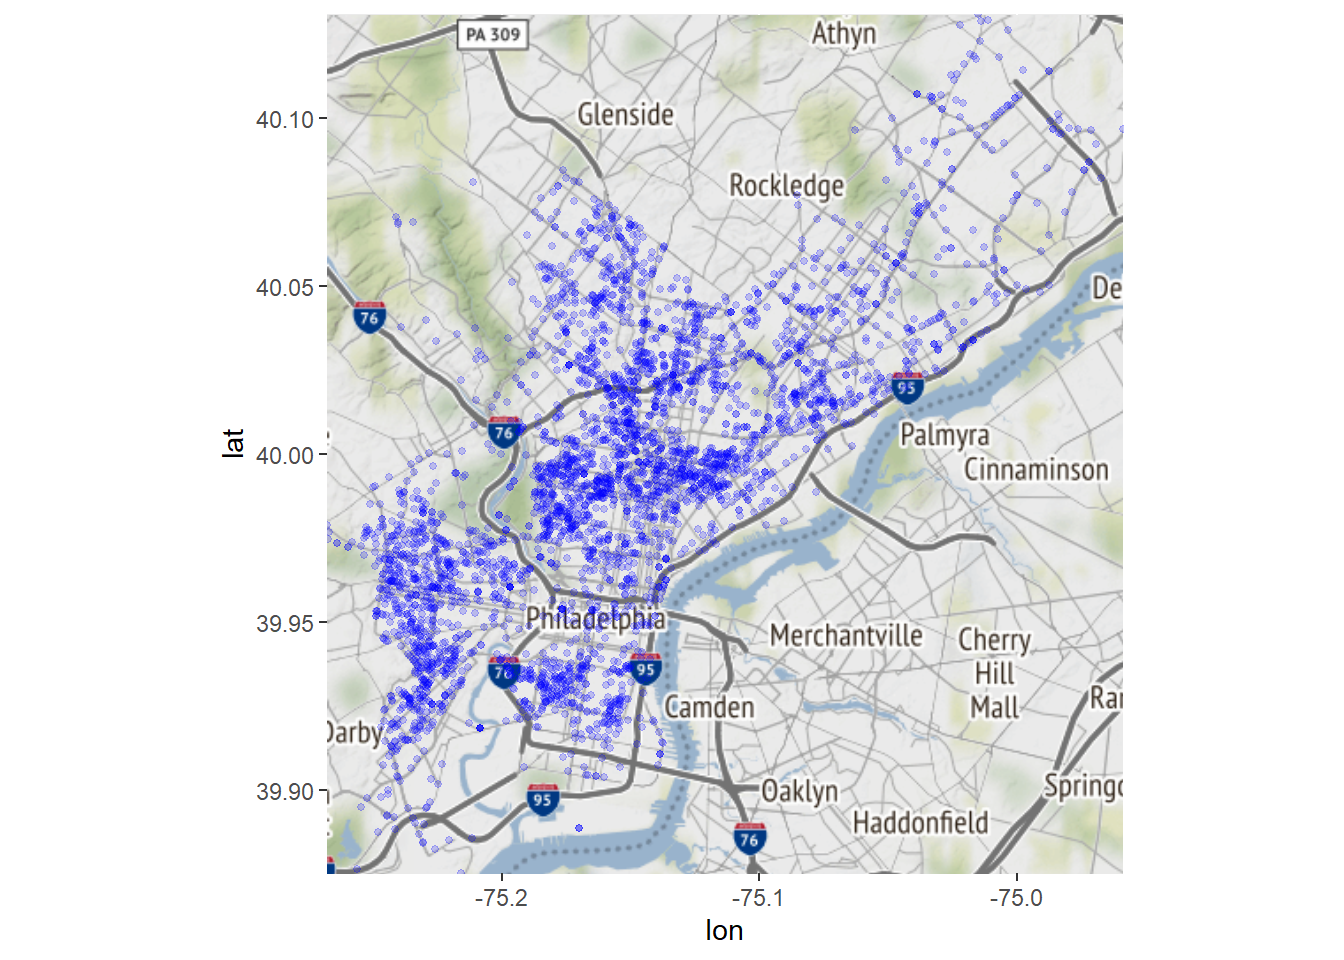 PA 309
Athyn
Glenside
40.10
Rockledge
40.05
De
76
95
76
Palmyra
40.00
Cinnaminson
lat
39.95
Philadelphia
Merchantville
Cherry
Hill
Mall
76
95
Camden
Ran
Darby
39.90
Oaklyn
Springd
95
Haddonfield
76
-75.2
-75.1
-75.0
lon